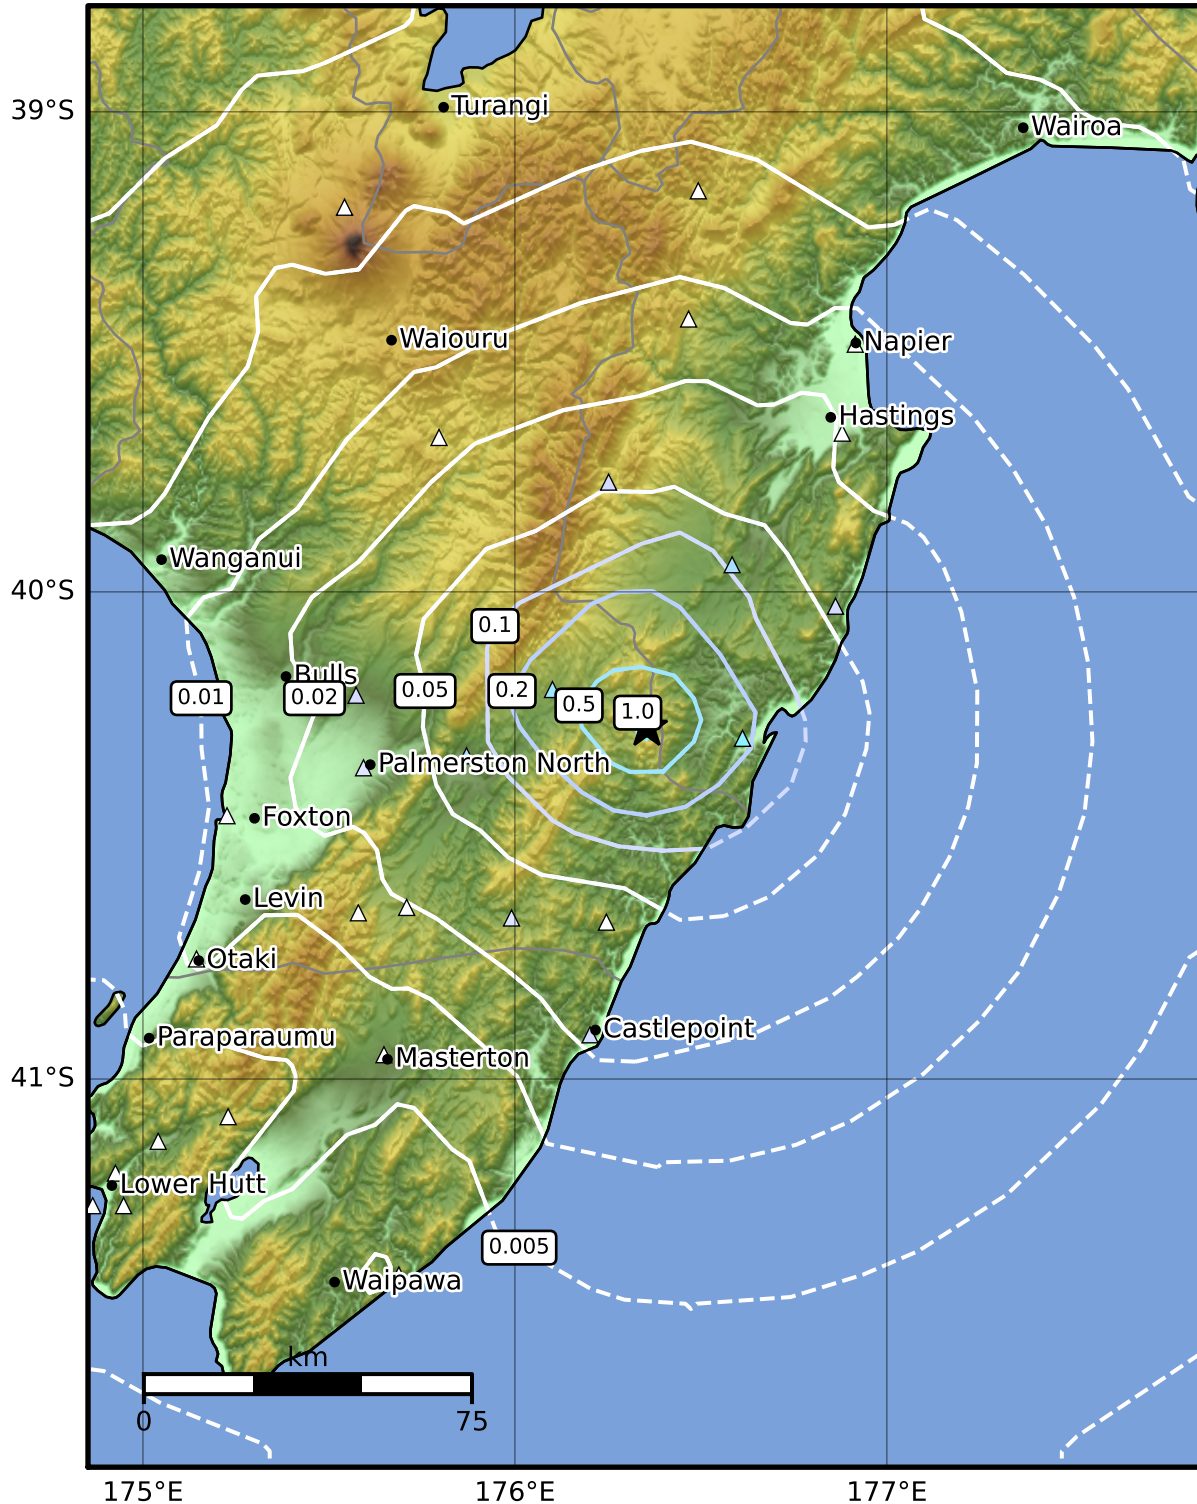 Turangi
39°S
Wairoa
Waiouru
Napier
Hastings
Wanganui
40°S
0.1
Bulls
0.01
0.02
0.05
0.2
0.5
1.0
Palmerston North
Foxton
Levin
Otaki
Castlepoint
Paraparaumu
Masterton
41°S
Lower Hutt
0.005
Waipawa
km
0
75
175°E
176°E
177°E